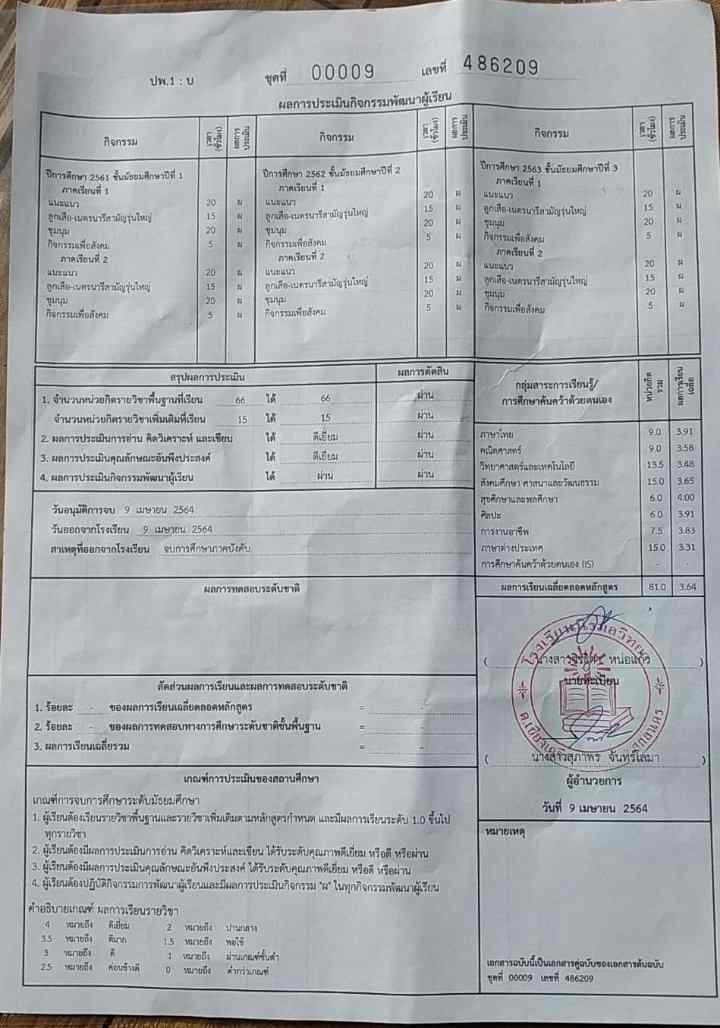 ปพ.1 : บ ชุดที่ 00009 เลขที่ 486209
ผลการประเมินกิจกรรมพัฒนาผู้เรียน
กิจกรรม เวลา (ชั่วโมง) ผลการประเมิน กิจกรรม เวลา (ชั่วโมง) ผลการประเมิน กิจกรรม เวลา (ชั่วโมง) ผลการประเมิน
ปีการศึกษา 2561 ชั้นมัธยมศึกษาปีที่ 1
ภาคเรียนที่ 1
แนะแนว 20 ผ
ลูกเสือ-เนตรนารีสามัญรุ่นใหญ่ 15 ผ
ชุมนุม 20 ผ
กิจกรรมเพื่อสังคม 5 ผ
ภาคเรียนที่ 2
แนะแนว 20 ผ
ลูกเสือ-เนตรนารีสามัญรุ่นใหญ่ 15 ผ
ชุมนุม 20 ผ
กิจกรรมเพื่อสังคม 5 ผ
ปีการศึกษา 2562 ชั้นมัธยมศึกษาปีที่ 2
ภาคเรียนที่ 1
แนะแนว 20 ผ
ลูกเสือ-เนตรนารีสามัญรุ่นใหญ่ 15 ผ
ชุมนุม 20 ผ
กิจกรรมเพื่อสังคม 5 ผ
ภาคเรียนที่ 2
แนะแนว 20 ผ
ลูกเสือ-เนตรนารีสามัญรุ่นใหญ่ 15 ผ
ชุมนุม 20 ผ
กิจกรรมเพื่อสังคม 5 ผ
ปีการศึกษา 2563 ชั้นมัธยมศึกษาปีที่ 3
ภาคเรียนที่ 1
แนะแนว 20 ผ
ลูกเสือ-เนตรนารีสามัญรุ่นใหญ่ 15 ผ
ชุมนุม 20 ผ
กิจกรรมเพื่อสังคม 5 ผ
ภาคเรียนที่ 2
แนะแนว 20 ผ
ลูกเสือ-เนตรนารีสามัญรุ่นใหญ่ 15 ผ
ชุมนุม 20 ผ
กิจกรรมเพื่อสังคม 5 ผ
สรุปผลการประเมิน ผลการตัดสิน
1. จำนวนหน่วยกิตรายวิชาพื้นฐานที่เรียน 66 ได้ 66 ผ่าน
จำนวนหน่วยกิตรายวิชาเพิ่มเติมที่เรียน 15 ได้ 15 ผ่าน
2. ผลการประเมินการอ่าน คิดวิเคราะห์ และเขียน ได้ ดีเยี่ยม ผ่าน
3. ผลการประเมินคุณลักษณะอันพึงประสงค์ ได้ ดีเยี่ยม ผ่าน
4. ผลการประเมินกิจกรรมพัฒนาผู้เรียน ได้ ผ่าน ผ่าน
วันอนุมัติการจบ 9 เมษายน 2564
วันออกจากโรงเรียน 9 เมษายน 2564
สาเหตุที่ออกจากโรงเรียน จบการศึกษาภาคบังคับ
ผลการทดสอบระดับชาติ
สัดส่วนผลการเรียนและผลการทดสอบระดับชาติ
1. ร้อยละ - ของผลการเรียนเฉลี่ยตลอดหลักสูตร = -
2. ร้อยละ - ของผลการทดสอบทางการศึกษาระดับชาติขั้นพื้นฐาน = -
3. ผลการเรียนเฉลี่ยรวม = -
กลุ่มสาระการเรียนรู้/ การศึกษาค้นคว้าด้วยตนเอง หน่วยกิตรวม ผลการเรียนเฉลี่ย
ภาษาไทย 9.0 3.91
คณิตศาสตร์ 9.0 3.58
วิทยาศาสตร์และเทคโนโลยี 13.5 3.48
สังคมศึกษา ศาสนาและวัฒนธรรม 15.0 3.65
สุขศึกษาและพลศึกษา 6.0 4.00
ศิลปะ 6.0 3.91
การงานอาชีพ 7.5 3.83
ภาษาต่างประเทศ 15.0 3.31
การศึกษาค้นคว้าด้วยตนเอง (IS) - -
ผลการเรียนเฉลี่ยตลอดหลักสูตร 81.0 3.64
หน่อแก้ว )
นายทะเบียน
( นางสาวสุภาพร จันทร์โสมา )
ผู้อำนวยการ
วันที่ 9 เมษายน 2564
เกณฑ์การประเมินของสถานศึกษา
เกณฑ์การจบการศึกษาระดับมัธยมศึกษา
1. ผู้เรียนต้องเรียนรายวิชาพื้นฐานและรายวิชาเพิ่มเติมตามหลักสูตรกำหนด และมีผลการเรียนระดับ 1.0 ขึ้นไป
ทุกรายวิชา
2. ผู้เรียนต้องมีผลการประเมินการอ่าน คิดวิเคราะห์และเขียน ได้รับระดับคุณภาพดีเยี่ยม หรือดี หรือผ่าน
3. ผู้เรียนต้องมีผลการประเมินคุณลักษณะอันพึงประสงค์ ได้รับระดับคุณภาพดีเยี่ยม หรือดี หรือผ่าน
4. ผู้เรียนต้องปฏิบัติกิจกรรมการพัฒนาผู้เรียนและมีผลการประเมินกิจกรรม "ผ" ในทุกกิจกรรมพัฒนาผู้เรียน
คำอธิบายเกณฑ์ ผลการเรียนรายวิชา
4 หมายถึง ดีเยี่ยม 2 หมายถึง ปานกลาง
3.5 หมายถึง ดีมาก 1.5 หมายถึง พอใช้
3 หมายถึง ดี 1 หมายถึง ผ่านเกณฑ์ขั้นต่ำ
2.5 หมายถึง ค่อนข้างดี 0 หมายถึง ต่ำกว่าเกณฑ์
หมายเหตุ
เอกสารฉบับนี้เป็นเอกสารคู่ฉบับของเอกสารต้นฉบับ
ชุดที่ 00009 เลขที่ 486209